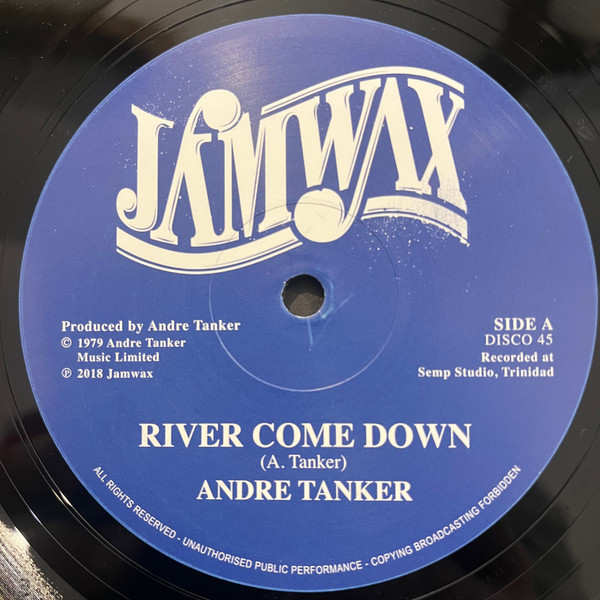 JAMWAX
Produced by Andre Tanker
© 1979 Andre Tanker
Music Limited
℗ 2018 Jamwax
SIDE A
DISCO 45
Recorded at
Semp Studio, Trinidad
RIVER COME DOWN
(A. Tanker)
ANDRE TANKER
ALL RIGHTS RESERVED - UNAUTHORISED PUBLIC PERFORMANCE - COPYING BROADCASTING FORBIDDEN